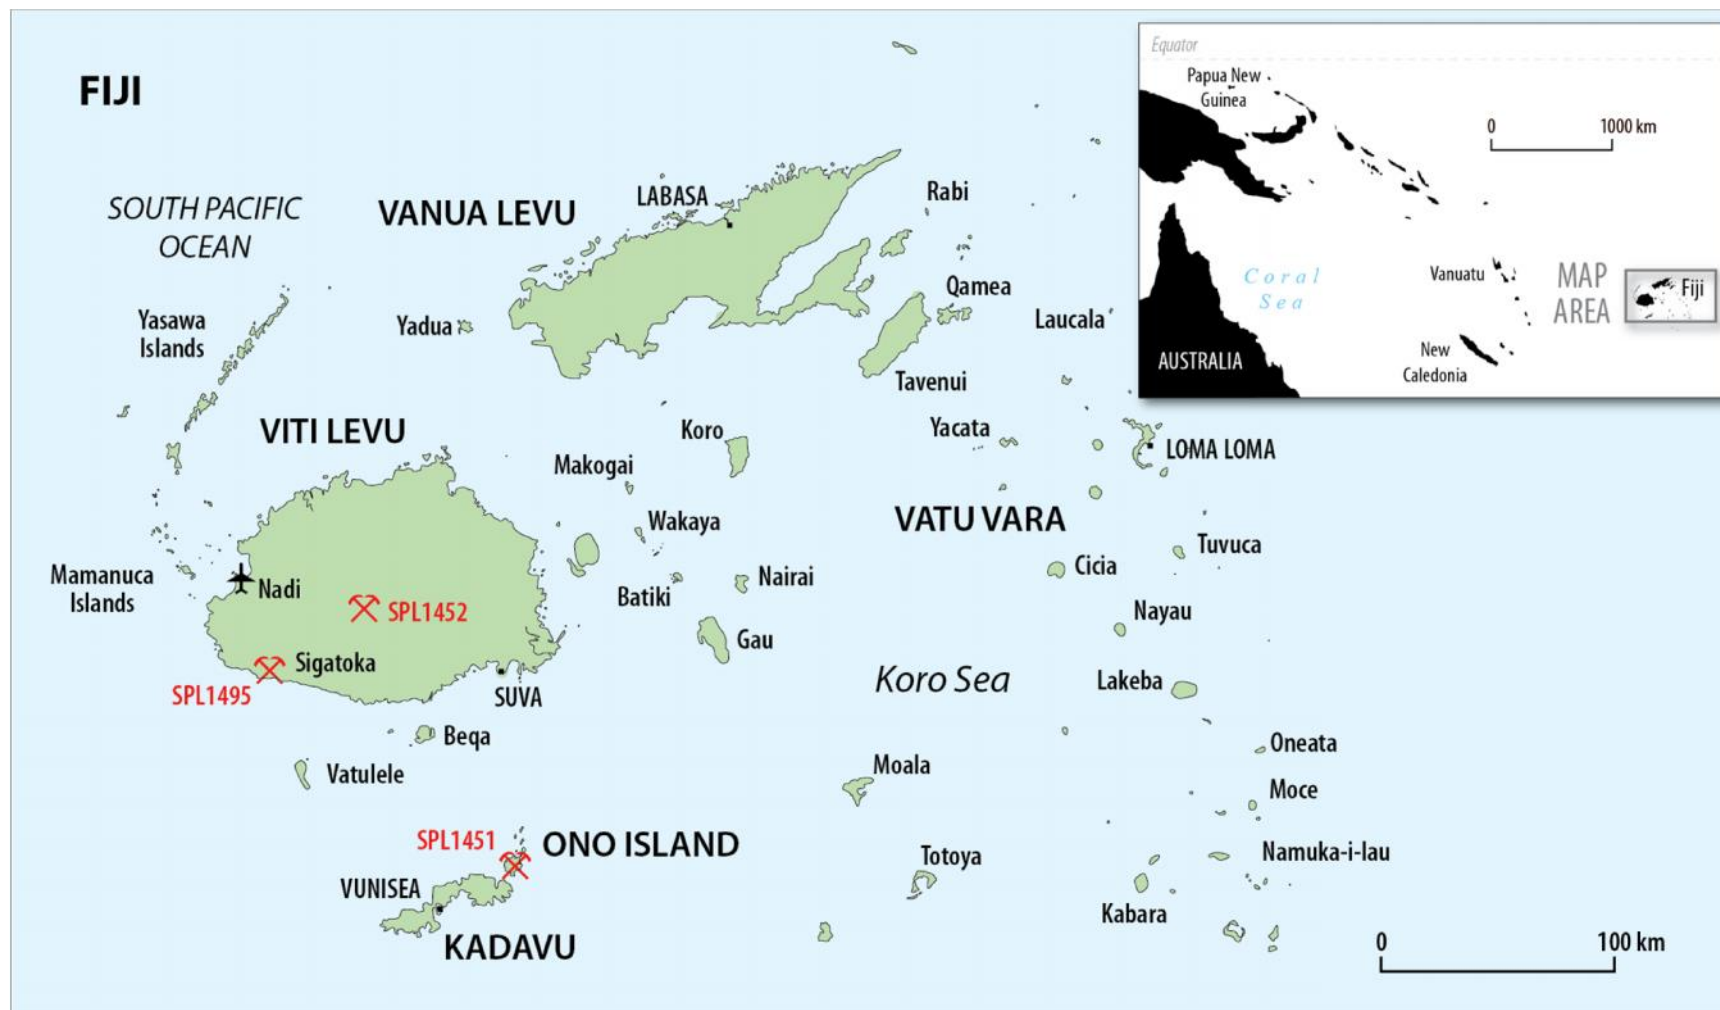 FIJI
SOUTH PACIFIC
OCEAN
VANUA LEVU
LABASA
Rabi
Qamea
Laucala
Yasawa
Islands
Yadua
Tavenui
VITI LEVU
Koro
Yacata
LOMA LOMA
Makogai
Wakaya
VATU VARA
Tuvuca
Cicia
Mamanuca
Islands
Nadi
Batiki
Nairai
SPL1452
Nayau
Gau
Sigatoka
SPL1495
SUVA
Koro Sea
Lakeba
Beqa
Oneata
Vatulele
Moala
Moce
SPL1451
ONO ISLAND
Totoya
Namuka-i-lau
VUNISEA
Kabara
KADAVU
0 100 km
Equator
Papua New
Guinea
0 1000 km
Coral
Sea
Vanuatu
MAP
AREA
Fiji
New
Caledonia
AUSTRALIA